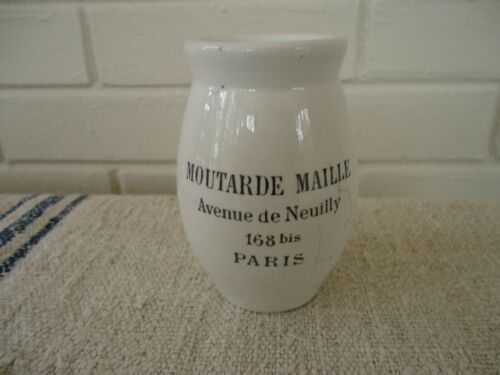 MOUTARDE MAILLE
Avenue de Neuilly
168 bis
PARIS